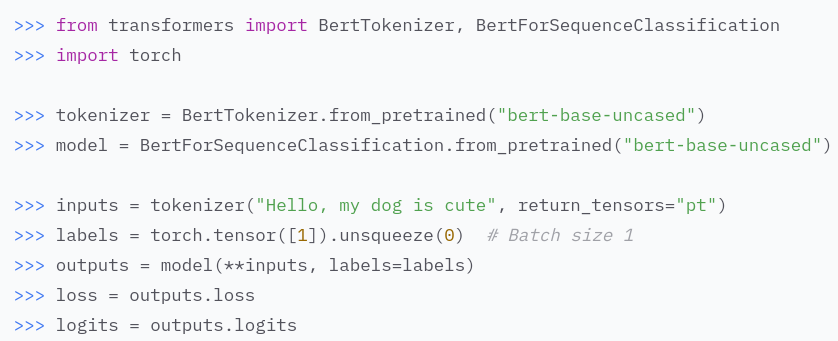 >>> from transformers import BertTokenizer, BertForSequenceClassification
>>> import torch
>>> tokenizer = BertTokenizer.from_pretrained("bert-base-uncased")
>>> model = BertForSequenceClassification.from_pretrained("bert-base-uncased")
>>> inputs = tokenizer("Hello, my dog is cute", return_tensors="pt")
>>> labels = torch.tensor([1]).unsqueeze(0)  # Batch size 1
>>> outputs = model(**inputs, labels=labels)
>>> loss = outputs.loss
>>> logits = outputs.logits